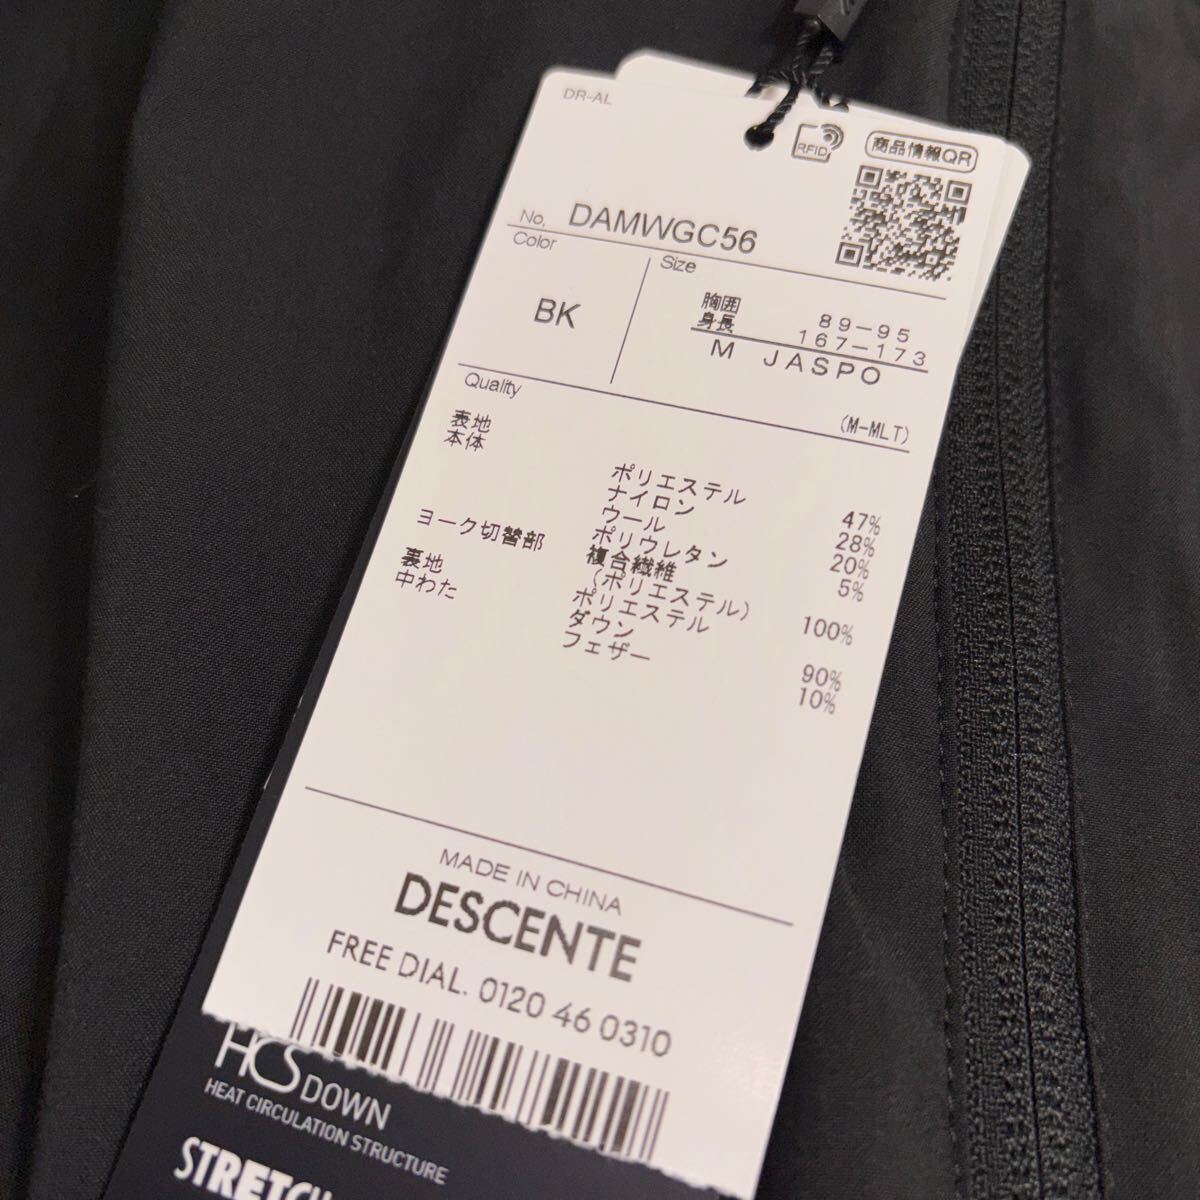 DR-AL
RFID
商品情報QR
No. DAMWGC56
Color
BK
Size
胸囲 89-95
身長 167-173
M JASPO
Quality
(M-MLT)
表地
本体
ポリエステル 47%
ナイロン 28%
ウール 20%
ポリウレタン 5%
ヨーク切替部 複合繊維
(ポリエステル) 100%
裏地 ポリエステル
中わた ダウン 90%
フェザー 10%
MADE IN CHINA
DESCENTE
FREE DIAL. 0120 46 0310
HCS DOWN
HEAT CIRCULATION STRUCTURE